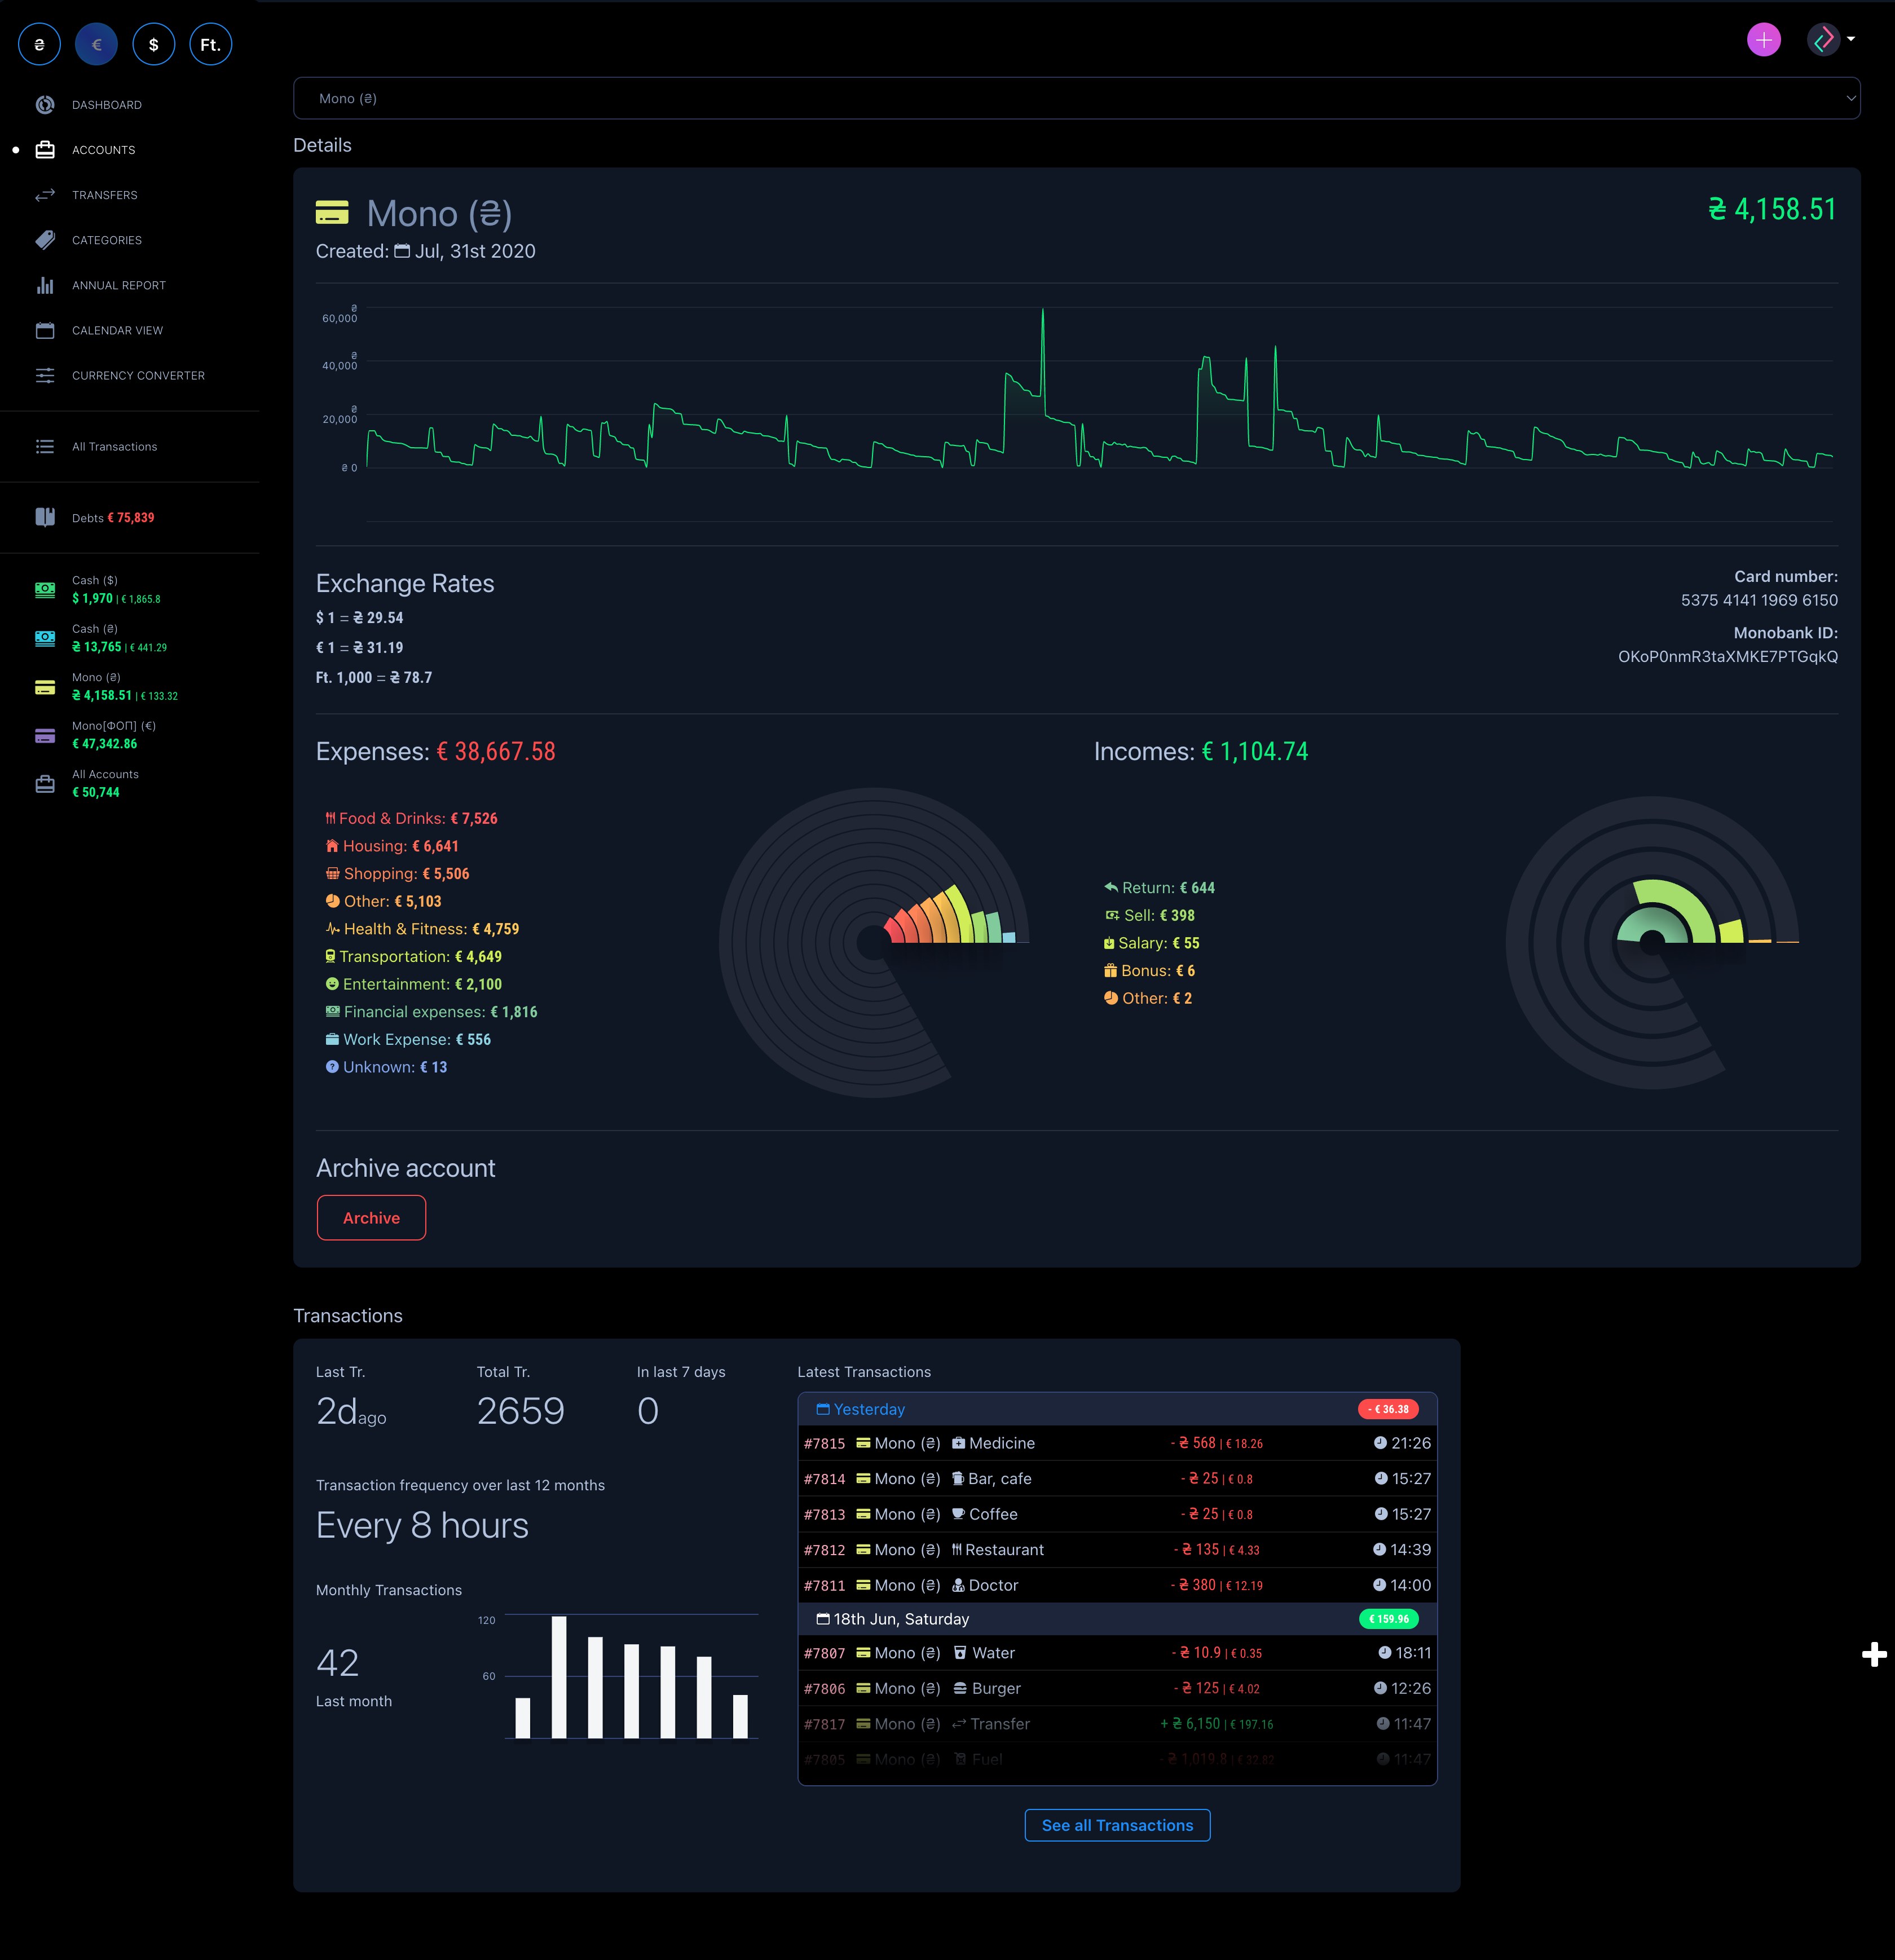 ₴ € $ Ft.
DASHBOARD
ACCOUNTS
TRANSFERS
CATEGORIES
ANNUAL REPORT
CALENDAR VIEW
CURRENCY CONVERTER
All Transactions
Debts € 75,839
Cash ($)
$ 1,970 | € 1,865.8
Cash (₴)
₴ 13,765 | € 441.29
Mono (₴)
₴ 4,158.51 | € 133.32
Mono[ФОП] (€)
€ 47,342.86
All Accounts
€ 50,744
Mono (₴)
Details
Mono (₴)
₴ 4,158.51
Created: Jul, 31st 2020
₴
60,000
₴
40,000
₴
20,000
₴ 0
Exchange Rates
$ 1 = ₴ 29.54
€ 1 = ₴ 31.19
Ft. 1,000 = ₴ 78.7
Card number:
5375 4141 1969 6150
Monobank ID:
OKoP0nmR3taXMKE7PTGqkQ
Expenses: € 38,667.58
Food & Drinks: € 7,526
Housing: € 6,641
Shopping: € 5,506
Other: € 5,103
Health & Fitness: € 4,759
Transportation: € 4,649
Entertainment: € 2,100
Financial expenses: € 1,816
Work Expense: € 556
Unknown: € 13
Incomes: € 1,104.74
Return: € 644
Sell: € 398
Salary: € 55
Bonus: € 6
Other: € 2
Archive account
Archive
Transactions
Last Tr.
2d ago
Total Tr.
2659
In last 7 days
0
Transaction frequency over last 12 months
Every 8 hours
Monthly Transactions
42
Last month
120
60
Latest Transactions
Yesterday - € 36.38
#7815 Mono (₴) Medicine - ₴ 568 | € 18.26 21:26
#7814 Mono (₴) Bar, cafe - ₴ 25 | € 0.8 15:27
#7813 Mono (₴) Coffee - ₴ 25 | € 0.8 15:27
#7812 Mono (₴) Restaurant - ₴ 135 | € 4.33 14:39
#7811 Mono (₴) Doctor - ₴ 380 | € 12.19 14:00
18th Jun, Saturday € 159.96
#7807 Mono (₴) Water - ₴ 10.9 | € 0.35 18:11
#7806 Mono (₴) Burger - ₴ 125 | € 4.02 12:26
#7817 Mono (₴) Transfer + ₴ 6,150 | € 197.16 11:47
#7805 Mono (₴) Fuel - ₴ 1,019.8 | € 32.82 11:47
See all Transactions